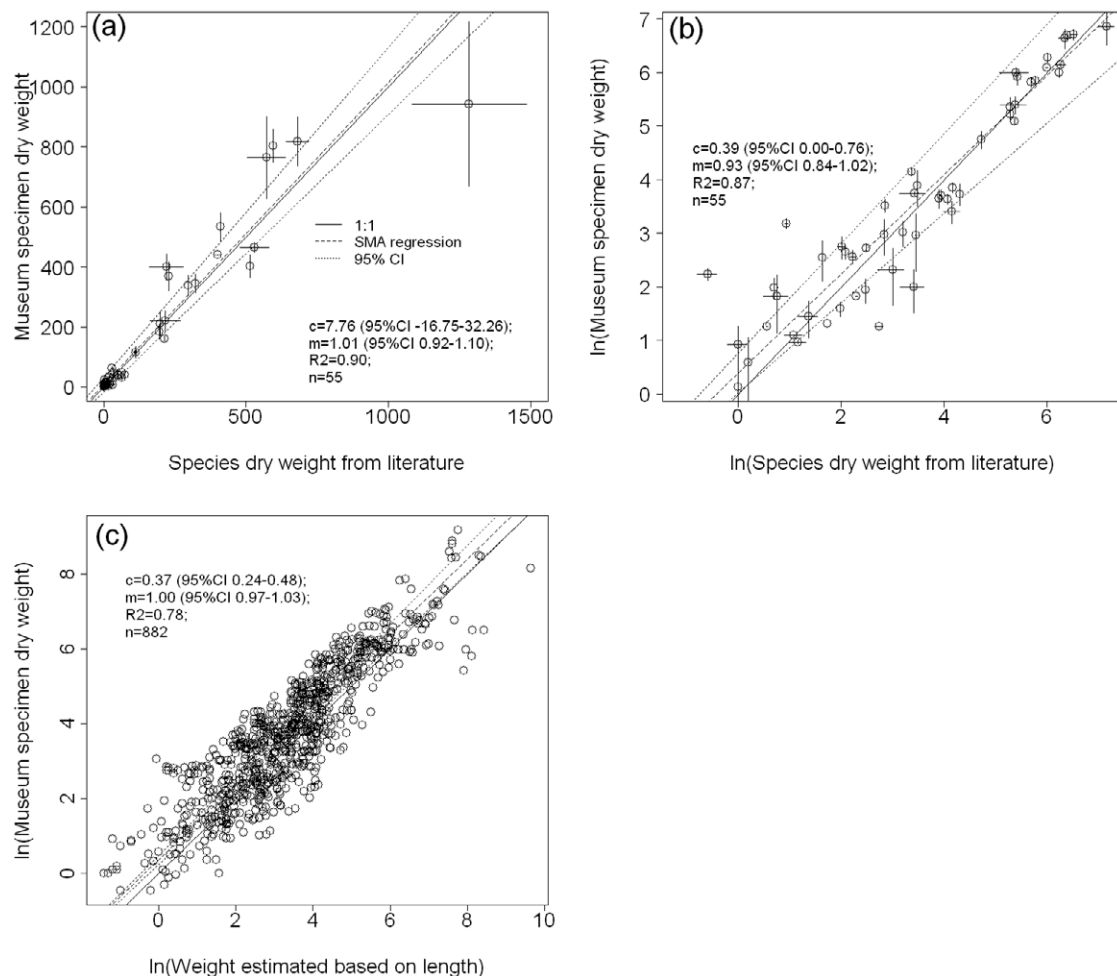 (a)
Museum specimen dry weight
1200
1000
800
600
400
200
0
1:1
SMA regression
95% CI
c=7.76 (95%CI -16.75-32.26);
m=1.01 (95%CI 0.92-1.10);
R2=0.90;
n=55
0 500 1000 1500
Species dry weight from literature
(b)
ln(Museum specimen dry weight)
7
6
5
4
3
2
1
0
c=0.39 (95%CI 0.00-0.76);
m=0.93 (95%CI 0.84-1.02);
R2=0.87;
n=55
0 2 4 6
ln(Species dry weight from literature)
(c)
ln(Museum specimen dry weight)
8
6
4
2
0
c=0.37 (95%CI 0.24-0.48);
m=1.00 (95%CI 0.97-1.03);
R2=0.78;
n=882
0 2 4 6 8 10
ln(Weight estimated based on length)